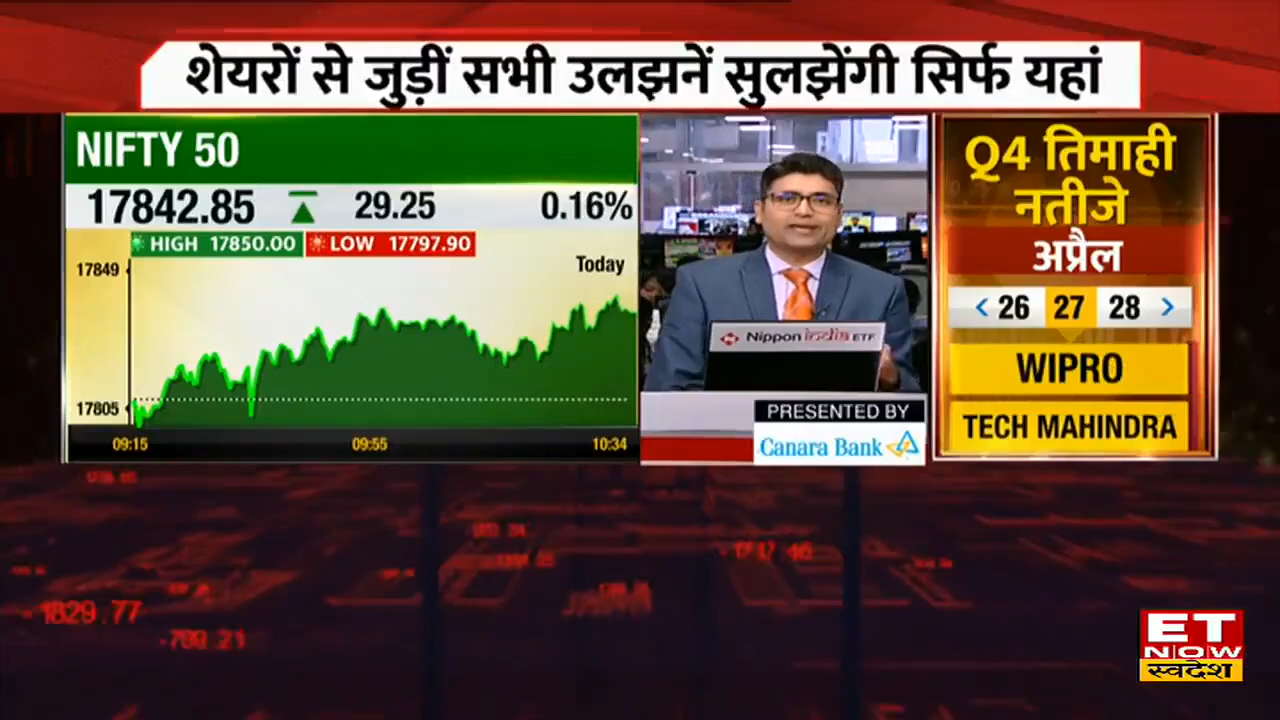 शेयरों से जुड़ीं सभी उलझनें सुलझेंगी सिर्फ यहां
NIFTY 50
17842.85 29.25 0.16%
HIGH 17850.00 LOW 17797.90
Today
17849
17805
09:15 09:55 10:34
Nippon india ETF
PRESENTED BY
Canara Bank
Q4 तिमाही
नतीजे
अप्रैल
< 26 27 28 >
WIPRO
TECH MAHINDRA
- 1829.77
ET
NOW
स्वदेश